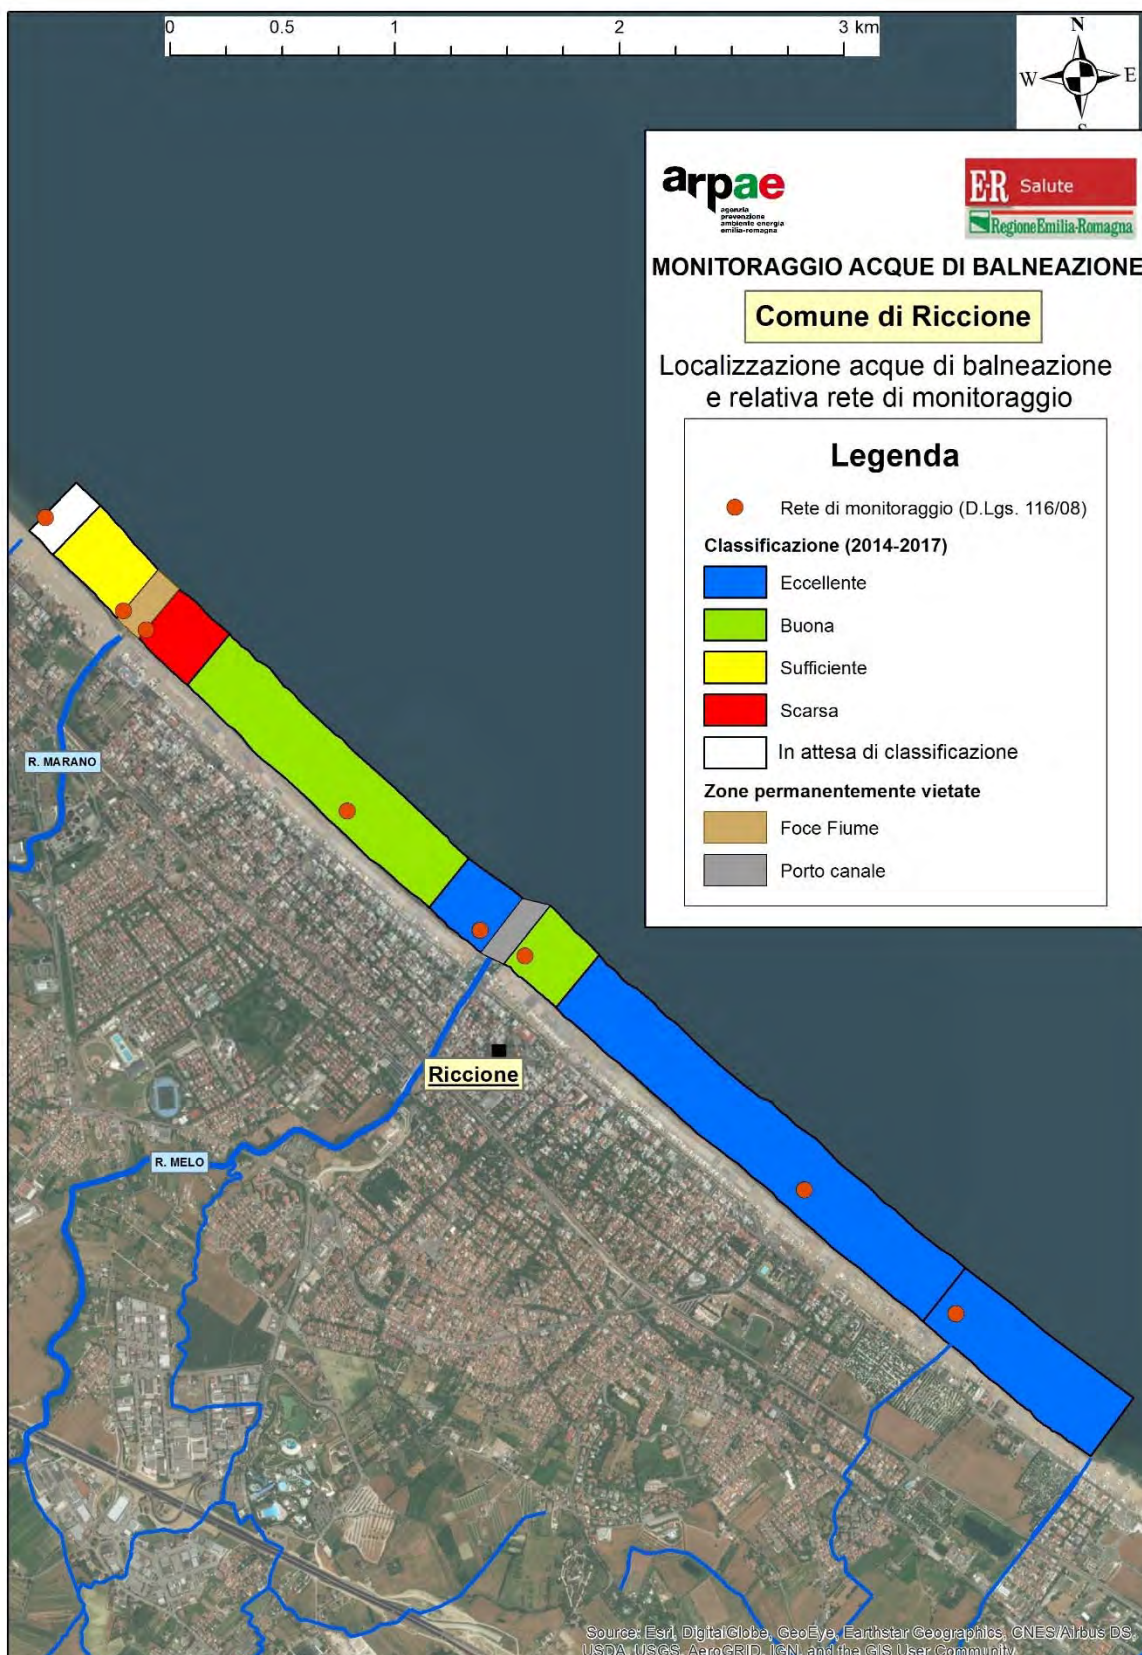 0 0.5 1 2 3 km
N
W E
S
arpae
agenzia
prevenzione
ambiente energia
emilia-romagna
E-R Salute
RegioneEmilia-Romagna
MONITORAGGIO ACQUE DI BALNEAZIONE
Comune di Riccione
Localizzazione acque di balneazione
e relativa rete di monitoraggio
Legenda
Rete di monitoraggio (D.Lgs. 116/08)
Classificazione (2014-2017)
Eccellente
Buona
Sufficiente
Scarsa
In attesa di classificazione
Zone permanentemente vietate
Foce Fiume
Porto canale
R. MARANO
Riccione
R. MELO
Source: Esri, DigitalGlobe, GeoEye, Earthstar Geographics, CNES/Airbus DS,
USDA, USGS, AeroGRID, IGN, and the GIS User Community